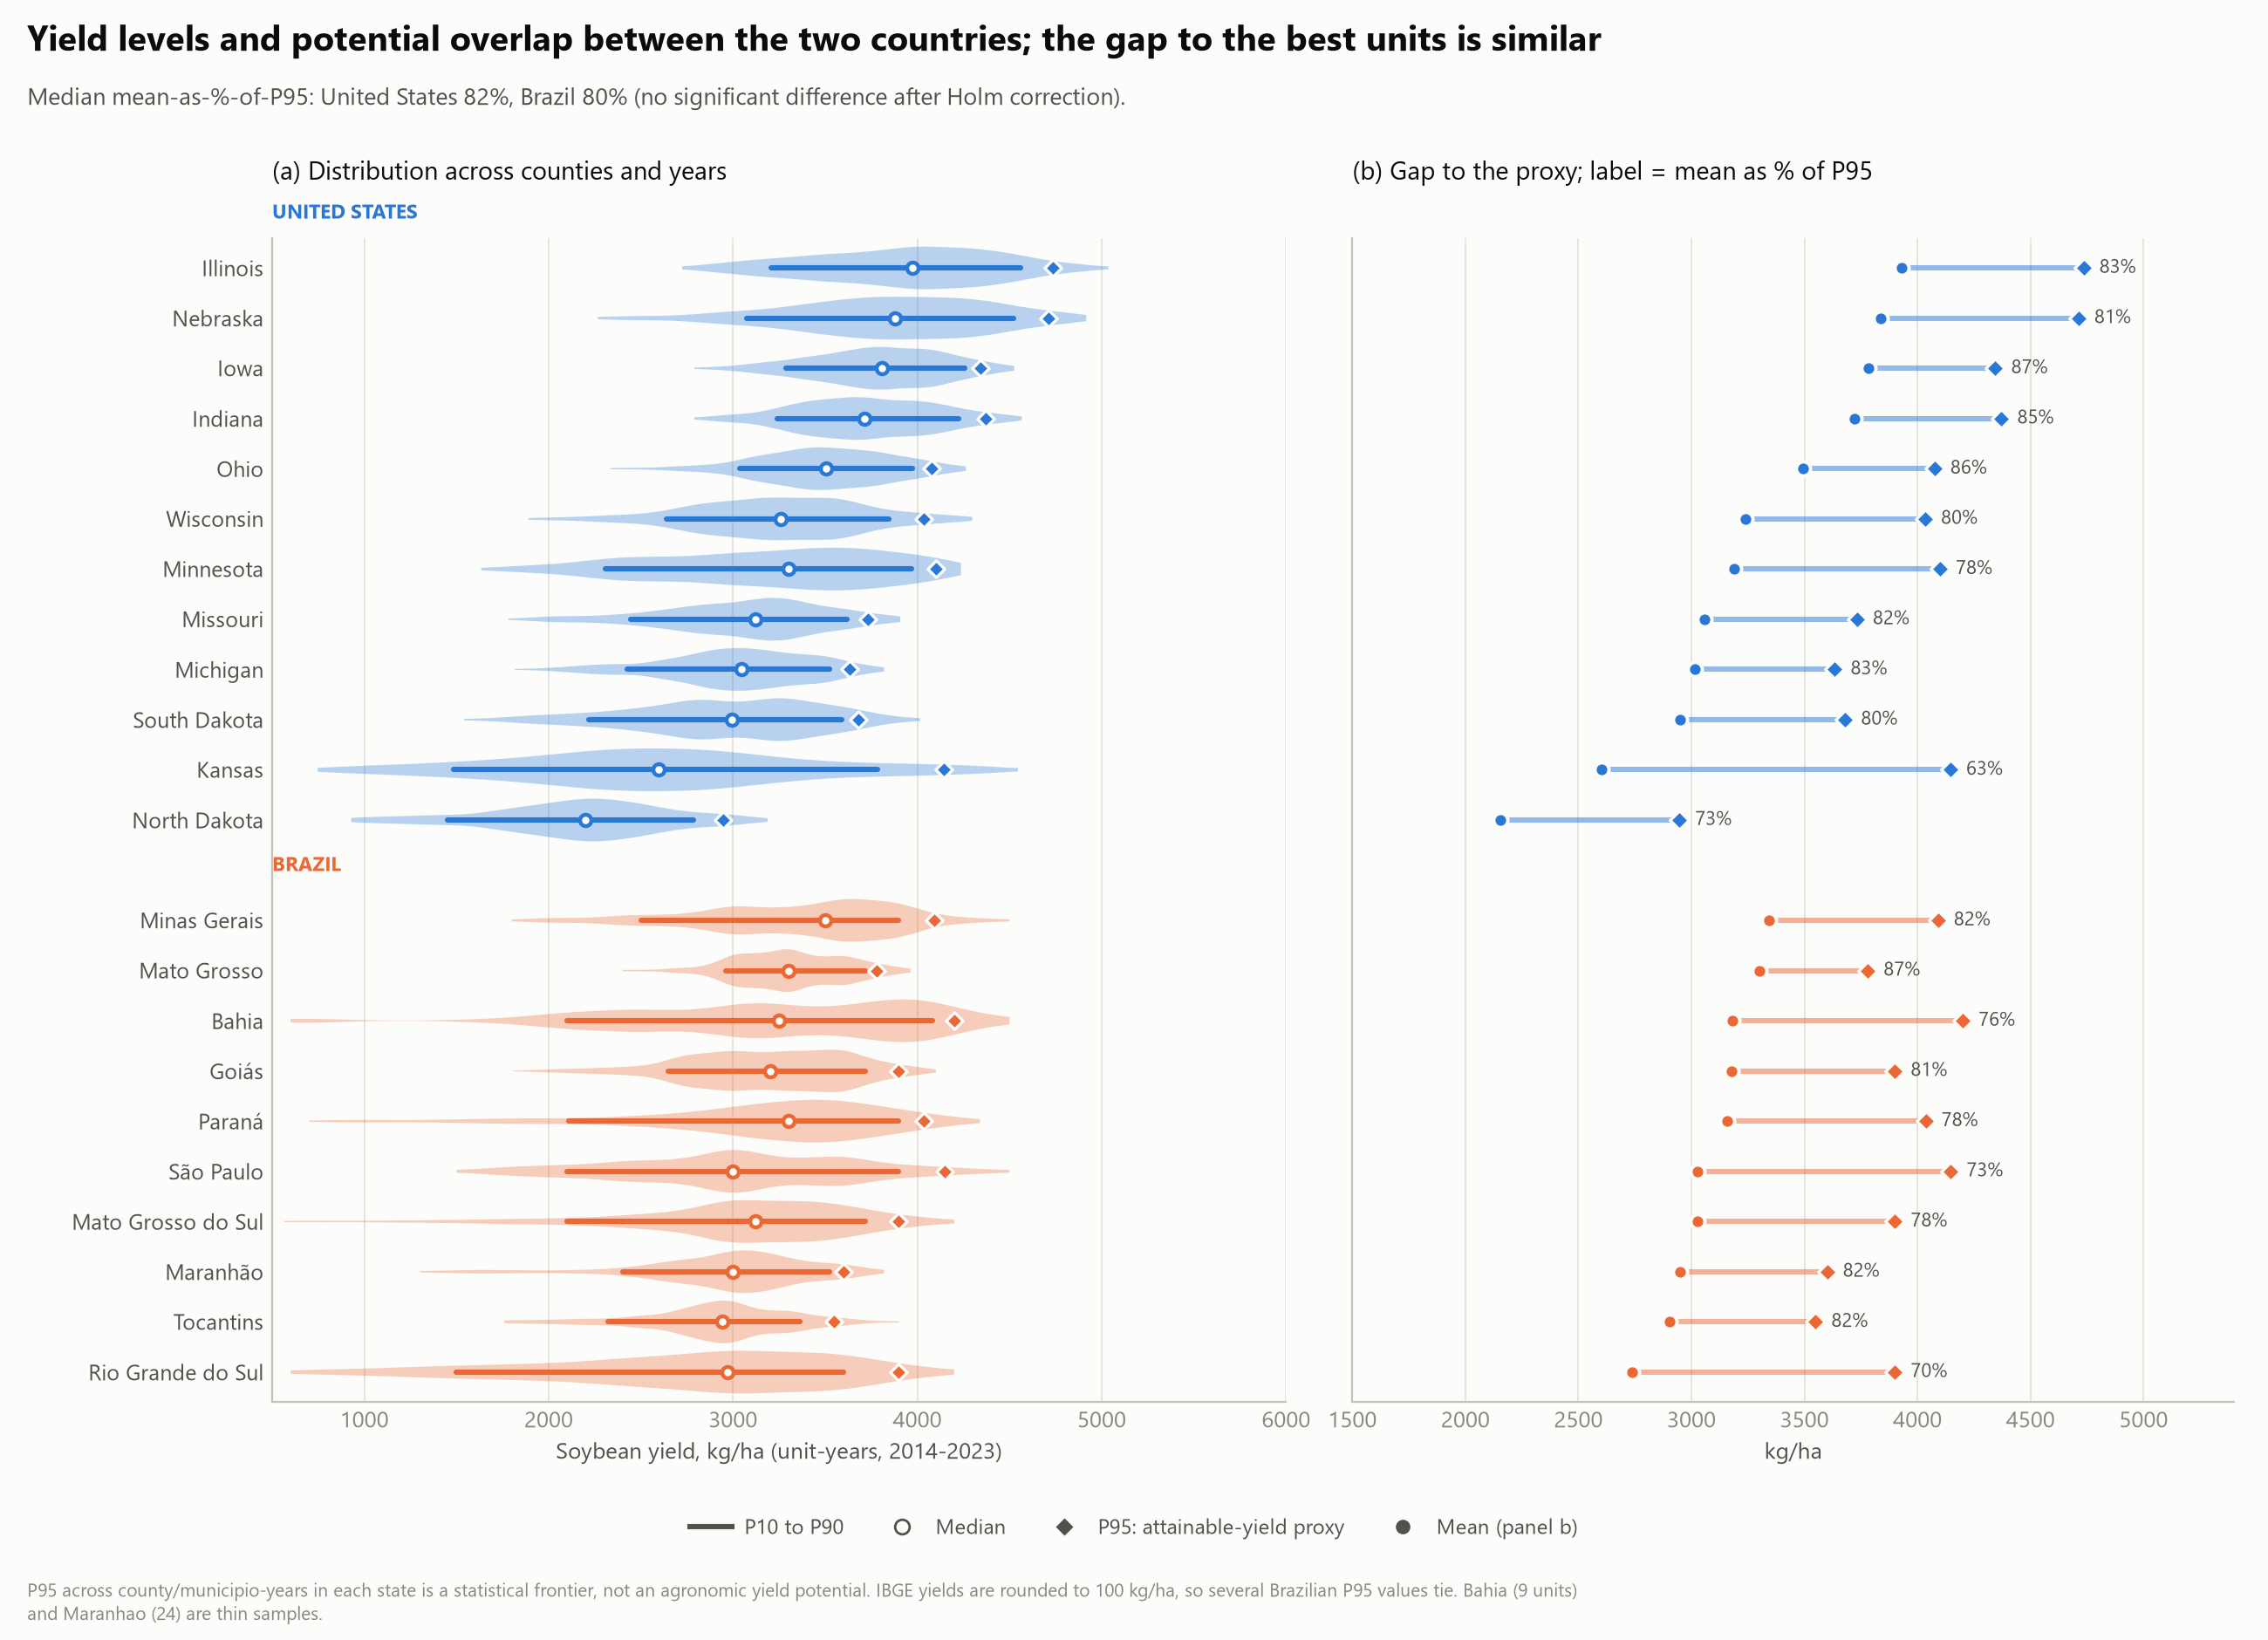 Yield levels and potential overlap between the two countries; the gap to the best units is similar
Median mean-as-%-of-P95: United States 82%, Brazil 80% (no significant difference after Holm correction).
(a) Distribution across counties and years
(b) Gap to the proxy; label = mean as % of P95
UNITED STATES
Illinois 83%
Nebraska 81%
Iowa 87%
Indiana 85%
Ohio 86%
Wisconsin 80%
Minnesota 78%
Missouri 82%
Michigan 83%
South Dakota 80%
Kansas 63%
North Dakota 73%
BRAZIL
Minas Gerais 82%
Mato Grosso 87%
Bahia 76%
Goiás 81%
Paraná 78%
São Paulo 73%
Mato Grosso do Sul 78%
Maranhão 82%
Tocantins 82%
Rio Grande do Sul 70%
1000 2000 3000 4000 5000 6000 1500 2000 2500 3000 3500 4000 4500 5000
Soybean yield, kg/ha (unit-years, 2014-2023) kg/ha
P10 to P90 Median P95: attainable-yield proxy Mean (panel b)
P95 across county/municipio-years in each state is a statistical frontier, not an agronomic yield potential. IBGE yields are rounded to 100 kg/ha, so several Brazilian P95 values tie. Bahia (9 units)
and Maranhao (24) are thin samples.